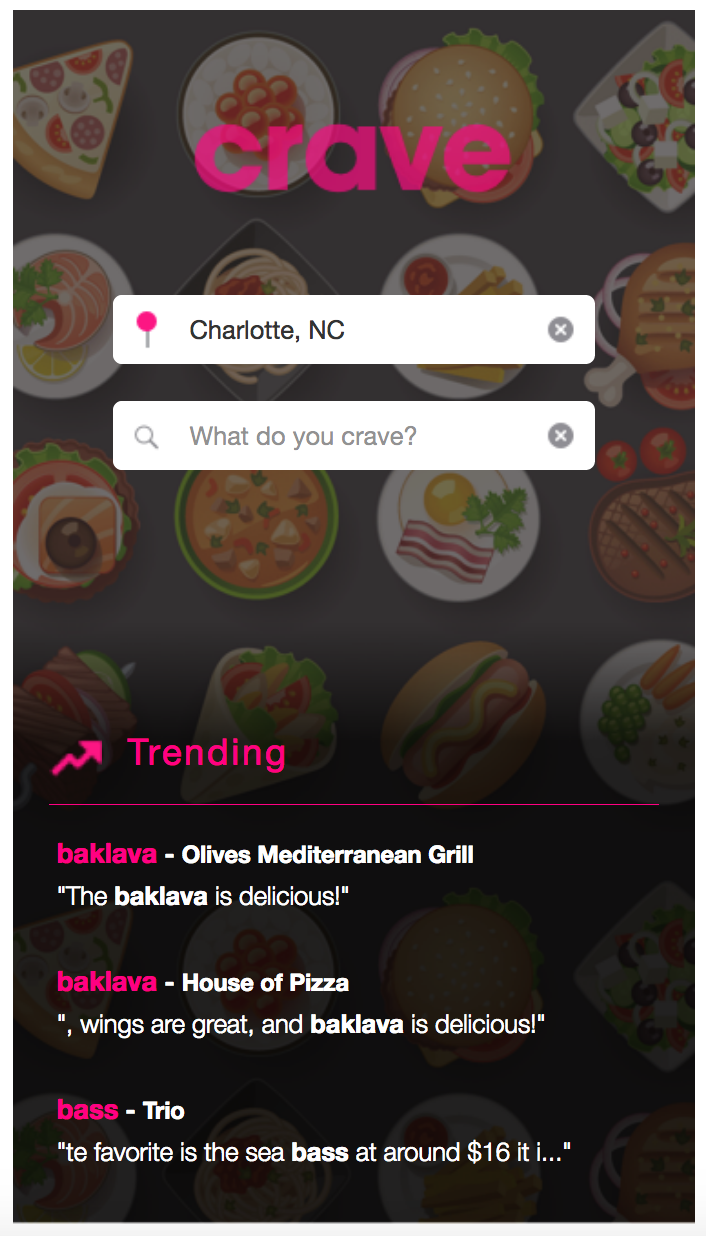 crave
Charlotte, NC
What do you crave?
Trending
baklava - Olives Mediterranean Grill
"The baklava is delicious!"
baklava - House of Pizza
", wings are great, and baklava is delicious!"
bass - Trio
"te favorite is the sea bass at around $16 it i..."